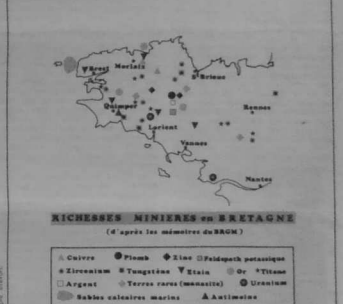 Brest
Morlaix
Brieuc
Quimper
Rennes
Lorient
Vannes
Nantes
RICHESSES MINIERES en BRETAGNE
(d'après les mémoires du BRGM)
Cuivre Plomb Zinc Feldspath potassique
Zirconium Tungstène Etain Or Titane
Argent Terres rares (monazite) Uranium
Sables calcaires marins Antimoine